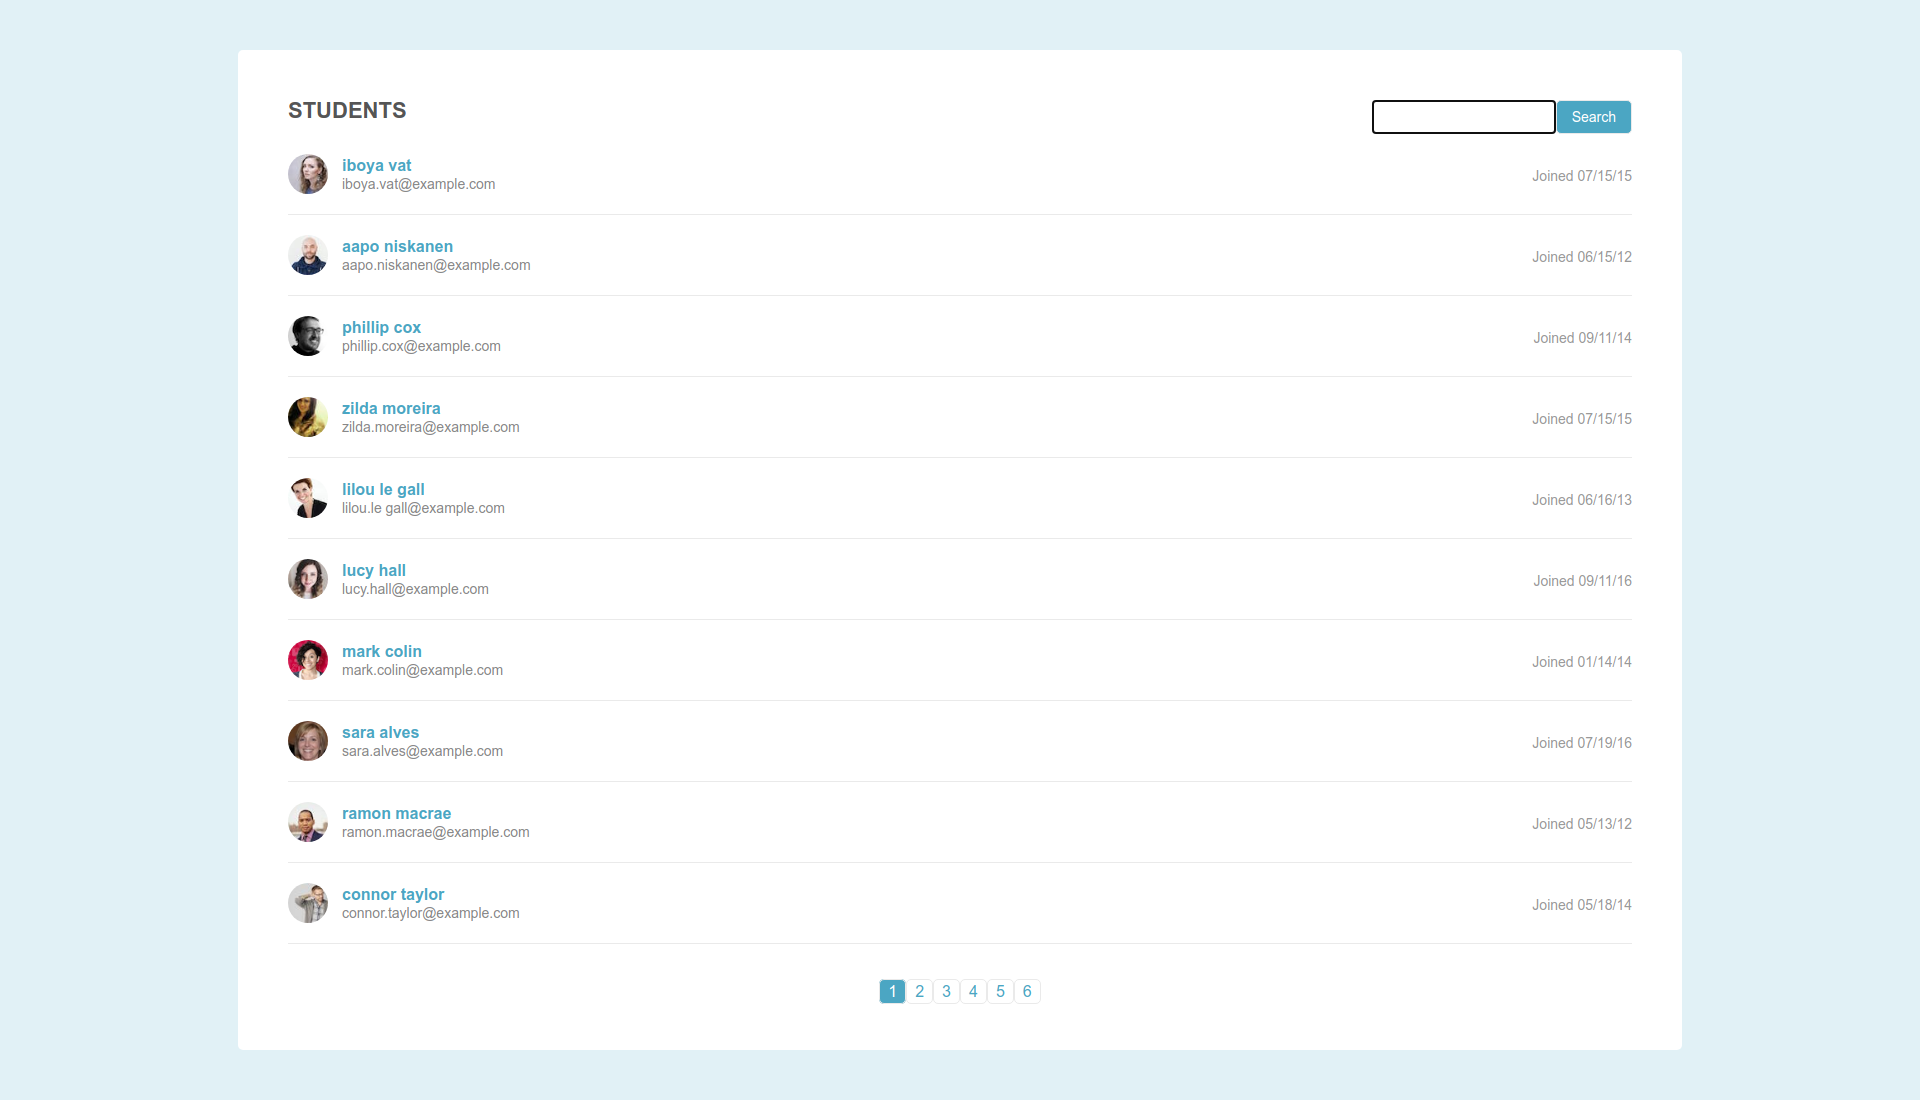 STUDENTS
Search
iboya vat
iboya.vat@example.com
Joined 07/15/15
aapo niskanen
aapo.niskanen@example.com
Joined 06/15/12
phillip cox
phillip.cox@example.com
Joined 09/11/14
zilda moreira
zilda.moreira@example.com
Joined 07/15/15
lilou le gall
lilou.le gall@example.com
Joined 06/16/13
lucy hall
lucy.hall@example.com
Joined 09/11/16
mark colin
mark.colin@example.com
Joined 01/14/14
sara alves
sara.alves@example.com
Joined 07/19/16
ramon macrae
ramon.macrae@example.com
Joined 05/13/12
connor taylor
connor.taylor@example.com
Joined 05/18/14
1 2 3 4 5 6